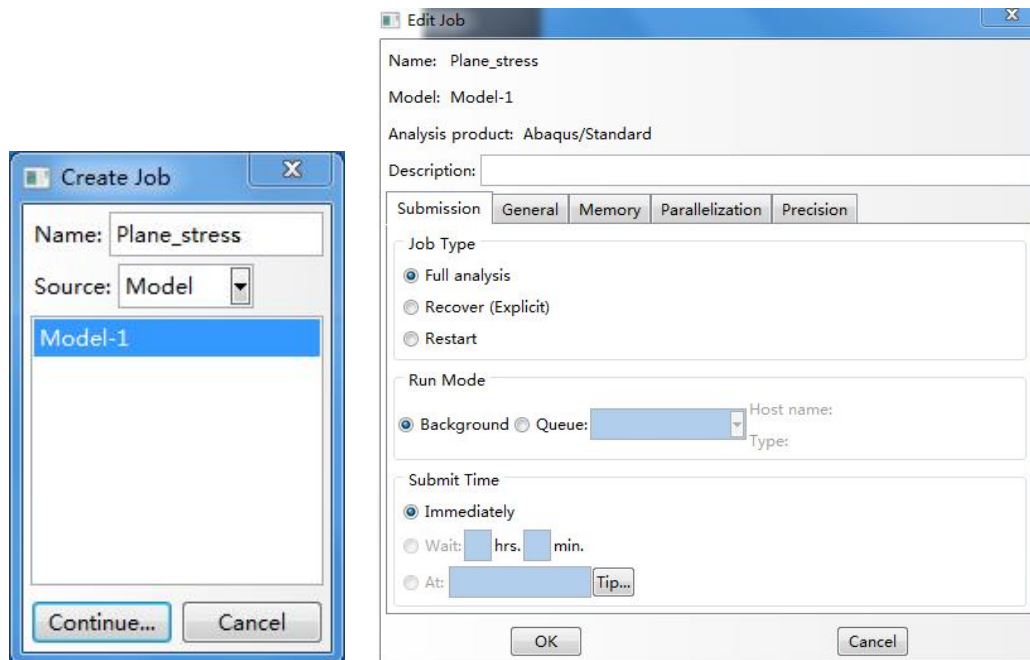 Create Job
Name: Plane_stress
Source: Model
Model-1
Continue... Cancel
Edit Job
Name: Plane_stress
Model: Model-1
Analysis product: Abaqus/Standard
Description:
Submission General Memory Parallelization Precision
Job Type
Full analysis
Recover (Explicit)
Restart
Run Mode
Background Queue: Host name:
Type:
Submit Time
Immediately
Wait: hrs. min.
At: Tip...
OK Cancel